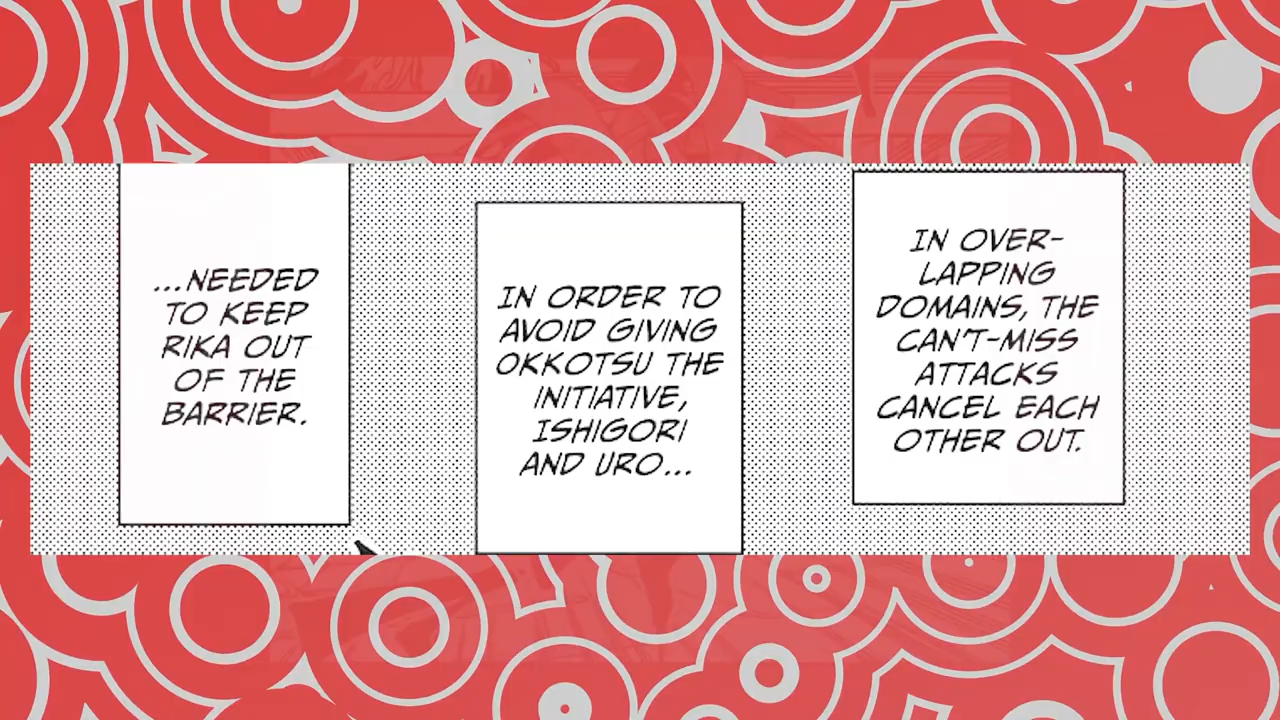 IN OVER-
LAPPING
DOMAINS, THE
CAN'T-MISS
ATTACKS
CANCEL EACH
OTHER OUT.
IN ORDER TO
AVOID GIVING
OKKOTSU THE
INITIATIVE,
ISHIGORI
AND URO...
...NEEDED
TO KEEP
RIKA OUT
OF THE
BARRIER.